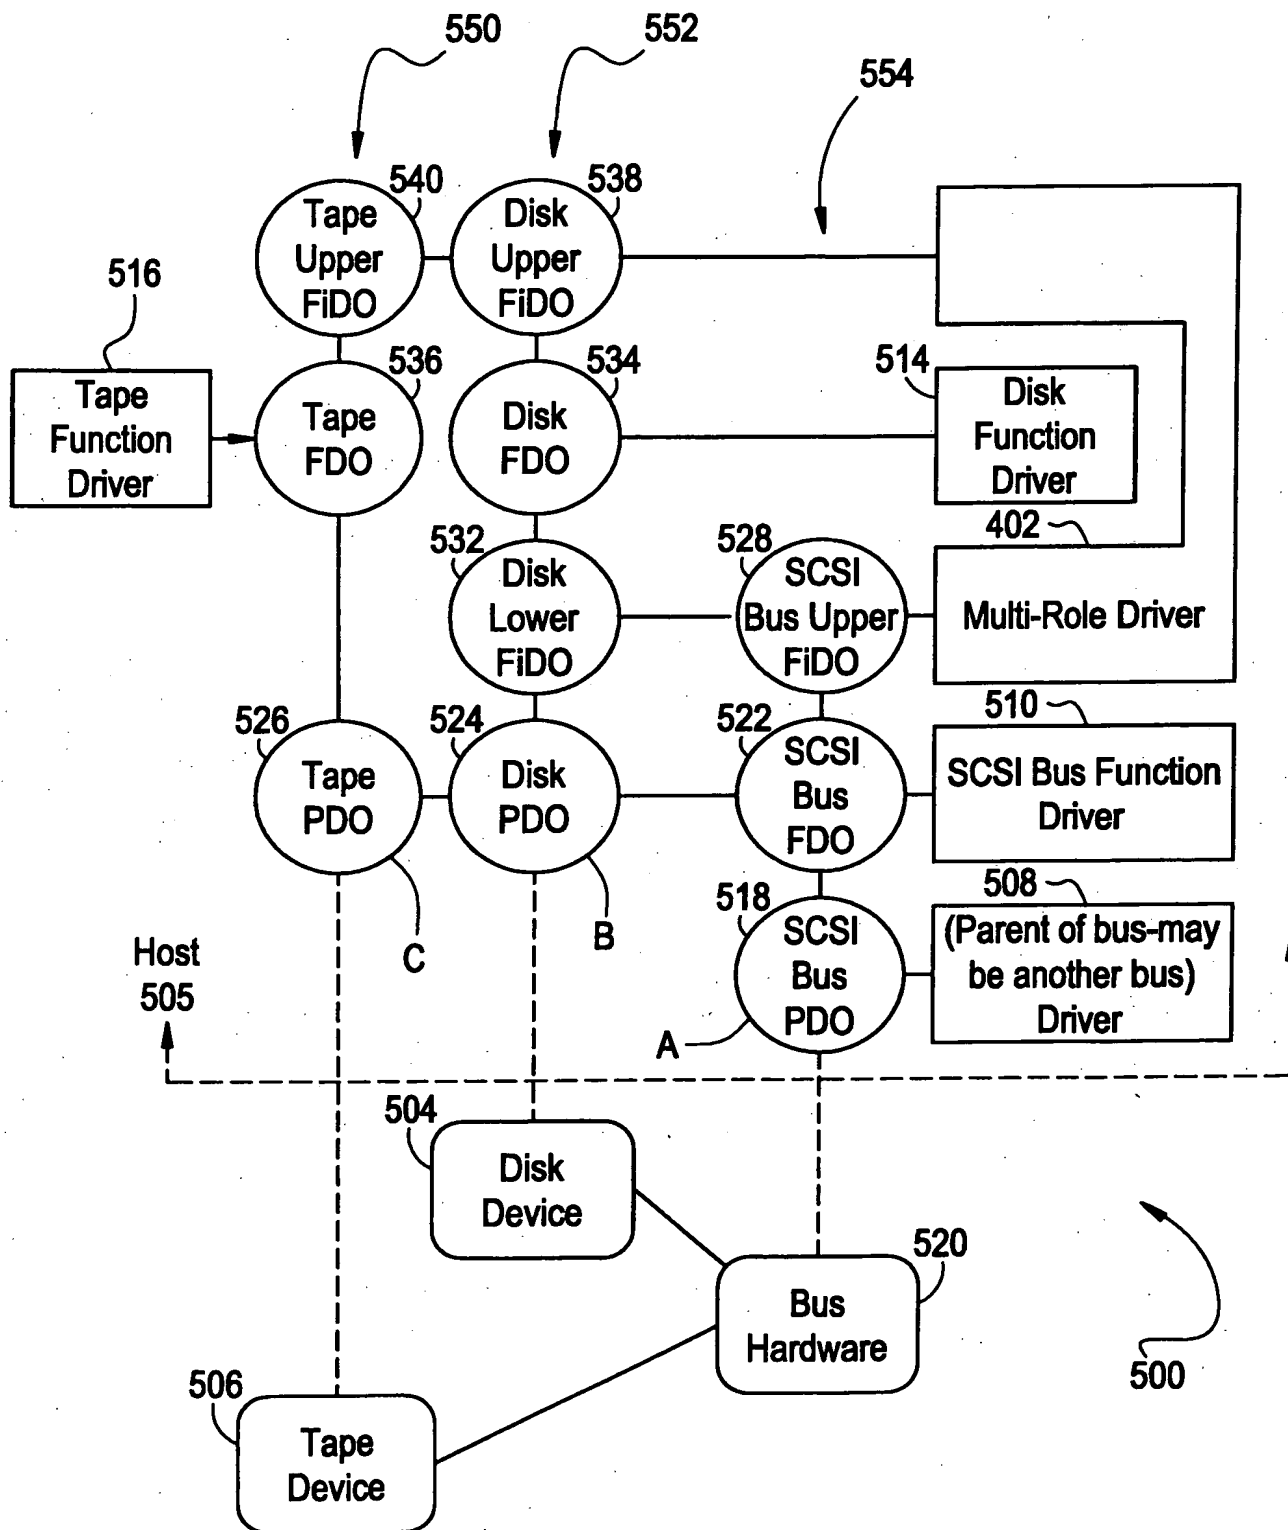 550
552
554
540
538
Tape
Upper
FiDO
Disk
Upper
FiDO
516
536
534
514
Tape
Function
Driver
Tape
FDO
Disk
FDO
Disk
Function
Driver
402
532
528
Disk
Lower
FiDO
SCSI
Bus Upper
FiDO
Multi-Role Driver
526
524
522
510
Tape
PDO
Disk
PDO
SCSI
Bus
FDO
SCSI Bus Function
Driver
518
508
C
B
SCSI
Bus
PDO
(Parent of bus-may
be another bus)
Driver
Host
505
A
504
Disk
Device
520
Bus
Hardware
500
506
Tape
Device